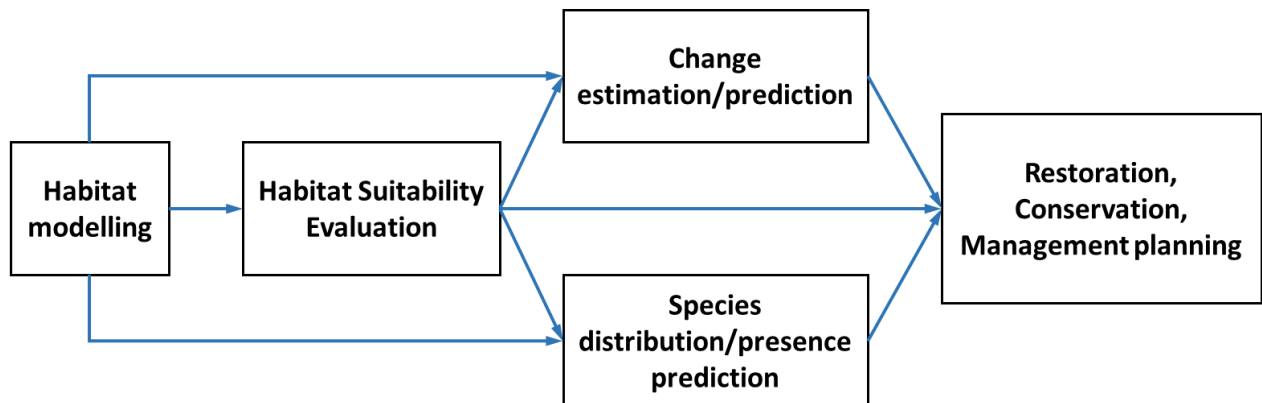 Habitat
modelling
Habitat Suitability
Evaluation
Change
estimation/prediction
Species
distribution/presence
prediction
Restoration,
Conservation,
Management planning